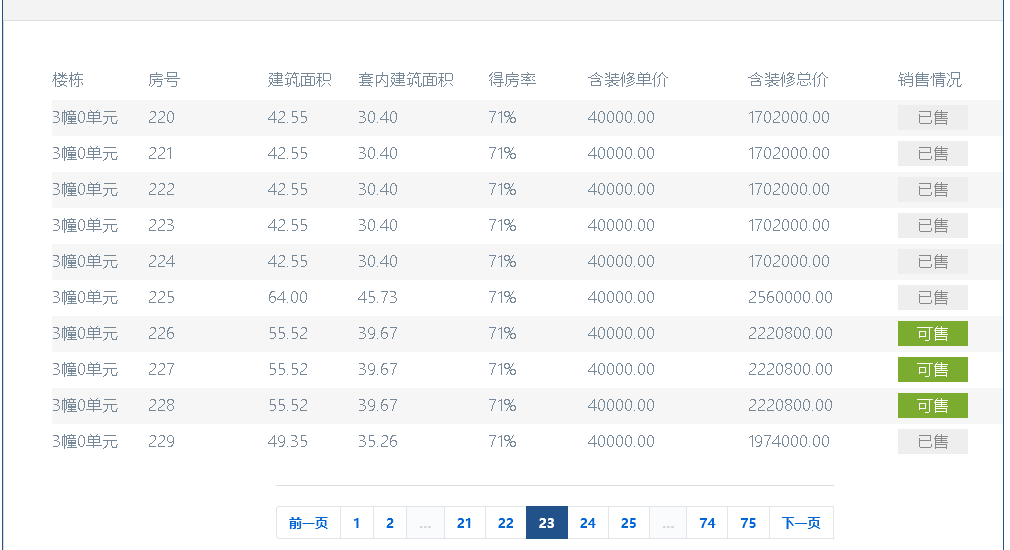 楼栋 房号 建筑面积 套内建筑面积 得房率 含装修单价 含装修总价 销售情况
3幢0单元 220 42.55 30.40 71% 40000.00 1702000.00 已售
3幢0单元 221 42.55 30.40 71% 40000.00 1702000.00 已售
3幢0单元 222 42.55 30.40 71% 40000.00 1702000.00 已售
3幢0单元 223 42.55 30.40 71% 40000.00 1702000.00 已售
3幢0单元 224 42.55 30.40 71% 40000.00 1702000.00 已售
3幢0单元 225 64.00 45.73 71% 40000.00 2560000.00 已售
3幢0单元 226 55.52 39.67 71% 40000.00 2220800.00 可售
3幢0单元 227 55.52 39.67 71% 40000.00 2220800.00 可售
3幢0单元 228 55.52 39.67 71% 40000.00 2220800.00 可售
3幢0单元 229 49.35 35.26 71% 40000.00 1974000.00 已售
前一页 1 2 ... 21 22 23 24 25 ... 74 75 下一页